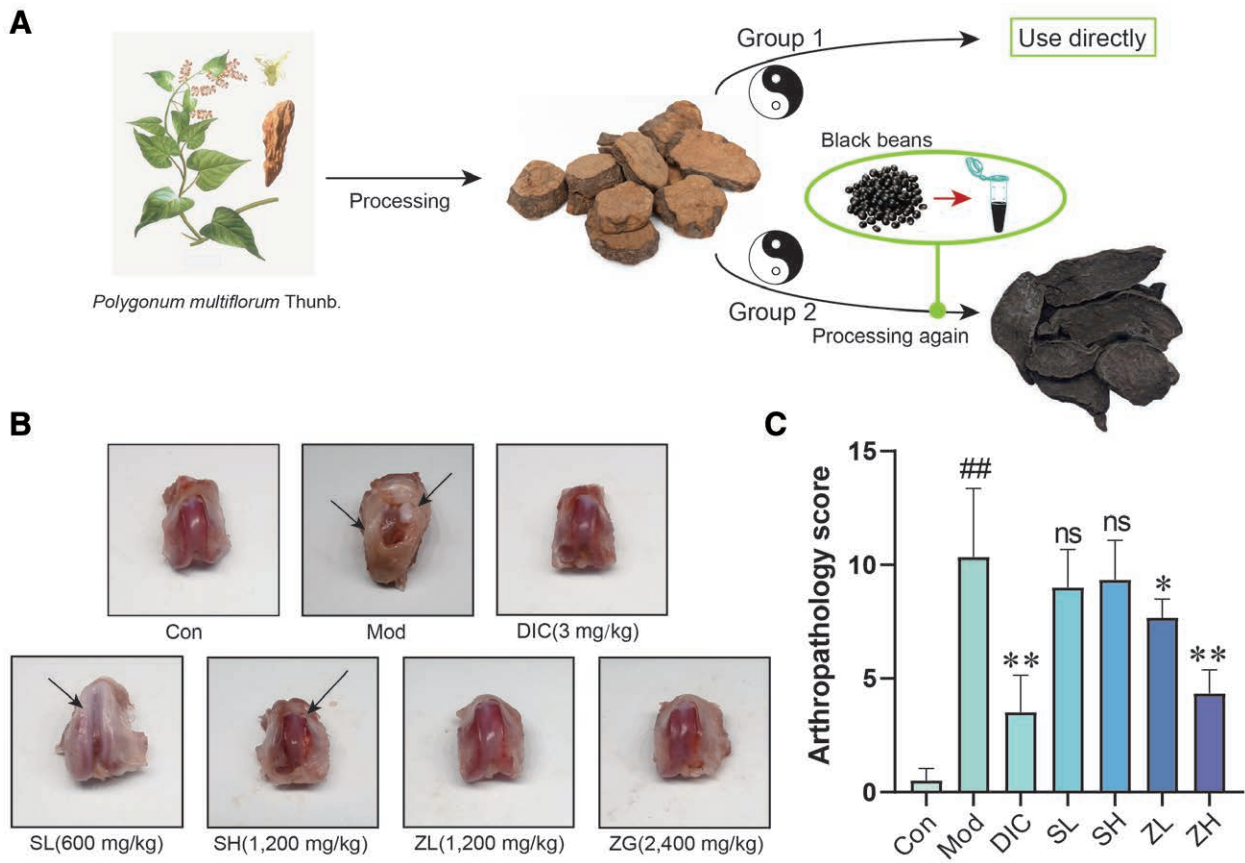 A
Group 1
Use directly
Black beans
Processing
Group 2
Processing again
Polygonum multiflorum Thunb.
B
Con
Mod
DIC(3 mg/kg)
SL(600 mg/kg)
SH(1,200 mg/kg)
ZL(1,200 mg/kg)
ZG(2,400 mg/kg)
C
Arthropathology score
15
10
5
0
##
**
ns
ns
*
**
Con
Mod
DIC
SL
SH
ZL
ZH